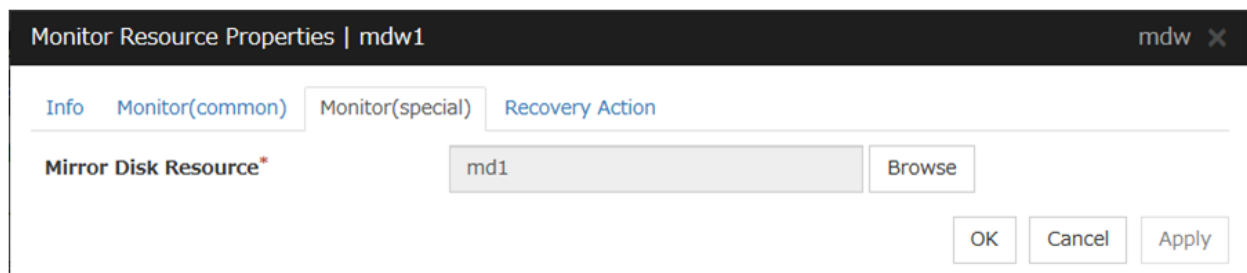 Monitor Resource Properties | mdw1 mdw ×
Info Monitor(common) Monitor(special) Recovery Action
Mirror Disk Resource* md1 Browse
OK Cancel Apply